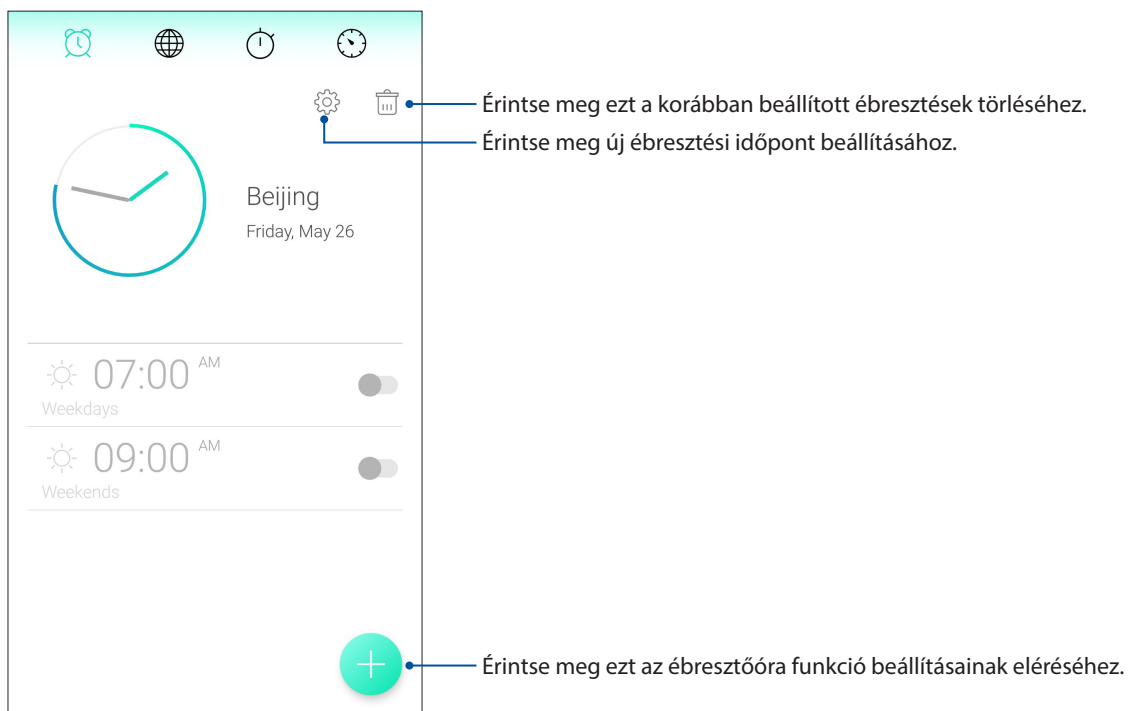 Érintse meg ezt a korábban beállított ébresztések törléséhez.
Érintse meg új ébresztési időpont beállításához.
Beijing
Friday, May 26
07:00 AM
Weekdays
09:00 AM
Weekends
Érintse meg ezt az ébresztőóra funkció beállításainak eléréséhez.